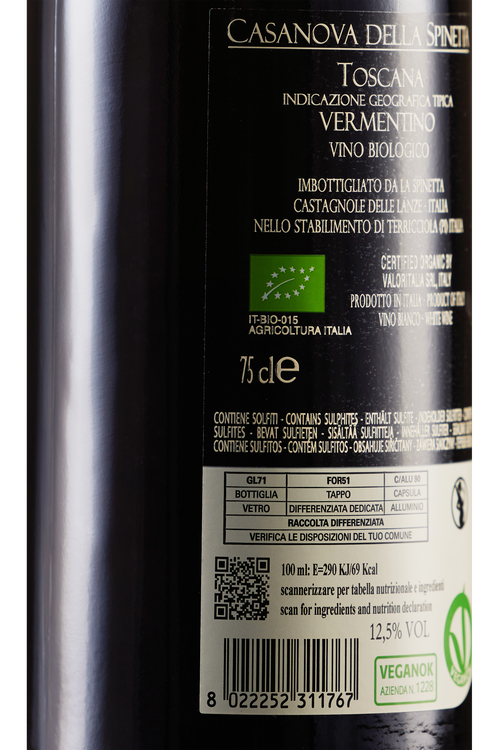 CASANOVA DELLA SPINETTA
TOSCANA
INDICAZIONE GEOGRAFICA TIPICA
VERMENTINO
VINO BIOLOGICO
IMBOTTIGLIATO DA LA SPINETTA
CASTAGNOLE DELLE LANZE - ITALIA
NELLO STABILIMENTO DI TERRICCIOLA (PI) ITALIA
CERTIFIED ORGANIC BY
VALORITALIA SRL, ITALY
PRODOTTO IN ITALIA - PRODUCT OF ITALY
VINO BIANCO - WHITE WINE
IT-BIO-015
AGRICOLTURA ITALIA
75 cl e
CONTIENE SOLFITI - CONTAINS SULPHITES - ENTHÄLT SULFITE -
SULFITES - BEVAT SULFIETEN - SISÄLTÄÄ SULFIITTEJA - INNEHÅLLER SULFITER -
CONTIENE SULFITOS - CONTÉM SULFITOS - OBSAHUJE SIRICITANY -
GL71 FOR51 C/ALU 90
BOTTIGLIA TAPPO CAPSULA
VETRO DIFFERENZIATA DEDICATA ALLUMINIO
RACCOLTA DIFFERENZIATA
VERIFICA LE DISPOSIZIONI DEL TUO COMUNE
100 ml: E=290 KJ/69 Kcal
scannerizzare per tabella nutrizionale e ingredienti
scan for ingredients and nutrition declaration
12,5% VOL
VEGANOK
AZIENDA N. 1228
8 022252 311767